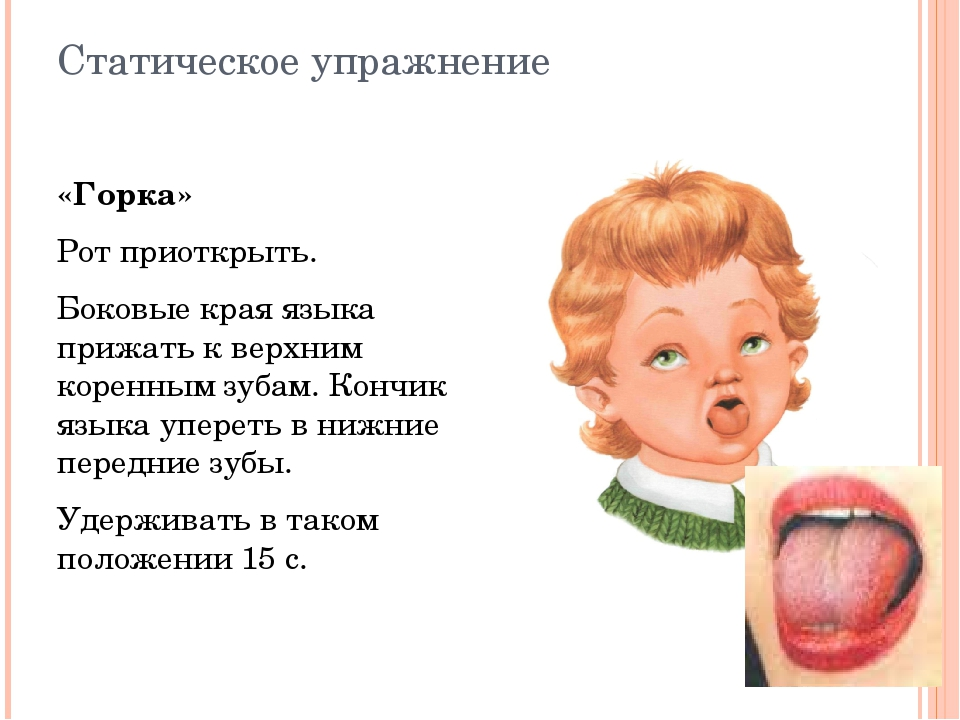 Статическое упражнение
«Горка»
Рот приоткрыть.
Боковые края языка
прижать к верхним
коренным зубам. Кончик
языка упереть в нижние
передние зубы.
Удерживать в таком
положении 15 с.